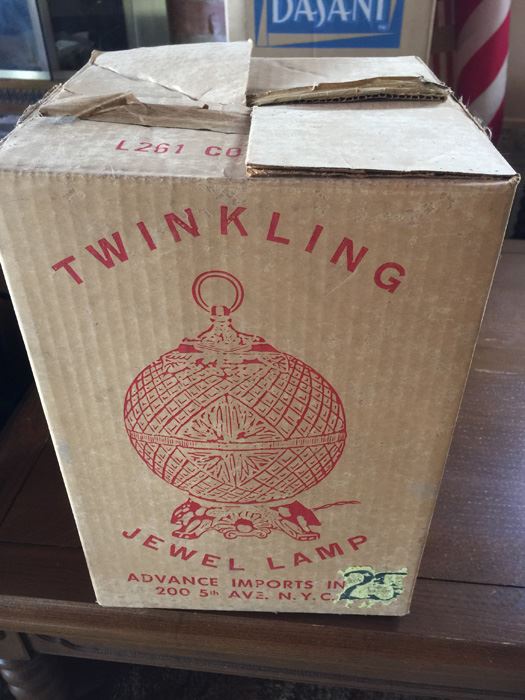 DASANI
L261 CO
TWINKLING
JEWEL LAMP
ADVANCE IMPORTS IN
200 5th AVE. N.Y.C.
25